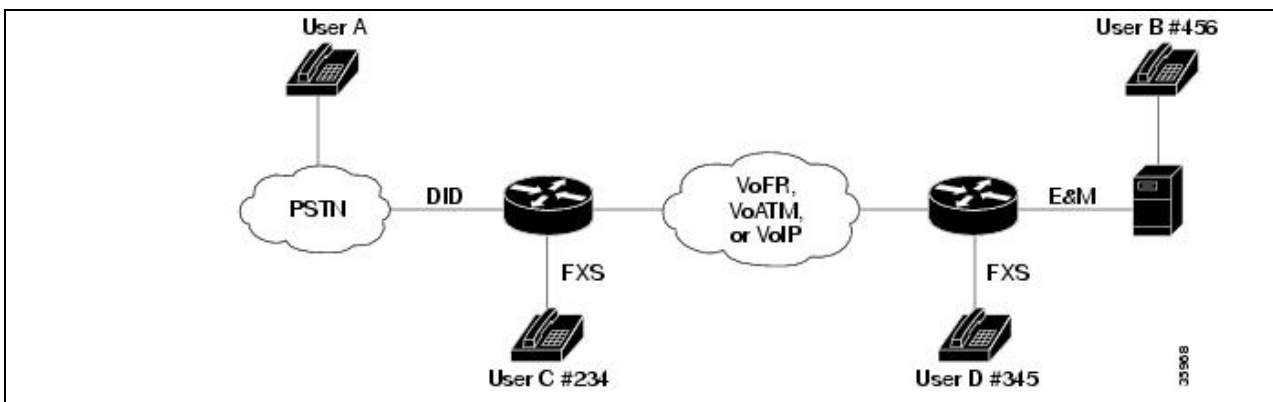 User A
User B #456
PSTN
DID
VoFR,
VoATM,
or VoIP
E&M
FXS
FXS
User C #234
User D #345
35968